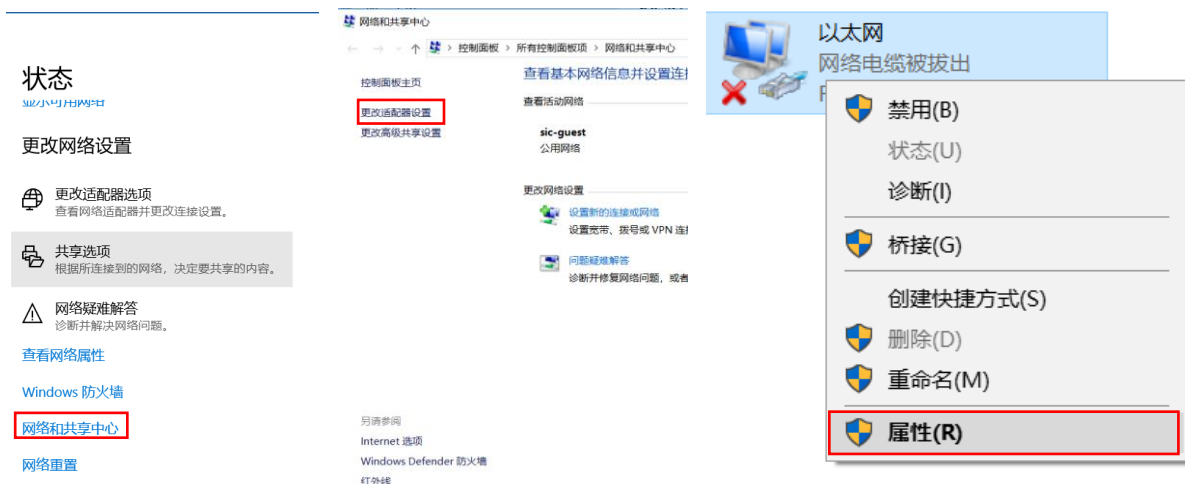 状态
显示可用网络
更改网络设置
更改适配器选项
查看网络适配器并更改连接设置。
共享选项
根据所连接到的网络，决定要共享的内容。
网络疑难解答
诊断并解决网络问题。
查看网络属性
Windows 防火墙
网络和共享中心
网络重置
网络和共享中心
控制面板 > 所有控制面板项 > 网络和共享中心
控制面板主页
更改适配器设置
更改高级共享设置
查看基本网络信息并设置连接
查看活动网络
sic-guest
公用网络
更改网络设置
设置新的连接或网络
设置宽带、拨号或 VPN 连接
问题疑难解答
诊断并修复网络问题，或者
另请参阅
Internet 选项
Windows Defender 防火墙
红外线
以太网
网络电缆被拔出
禁用(B)
状态(U)
诊断(I)
桥接(G)
创建快捷方式(S)
删除(D)
重命名(M)
属性(R)